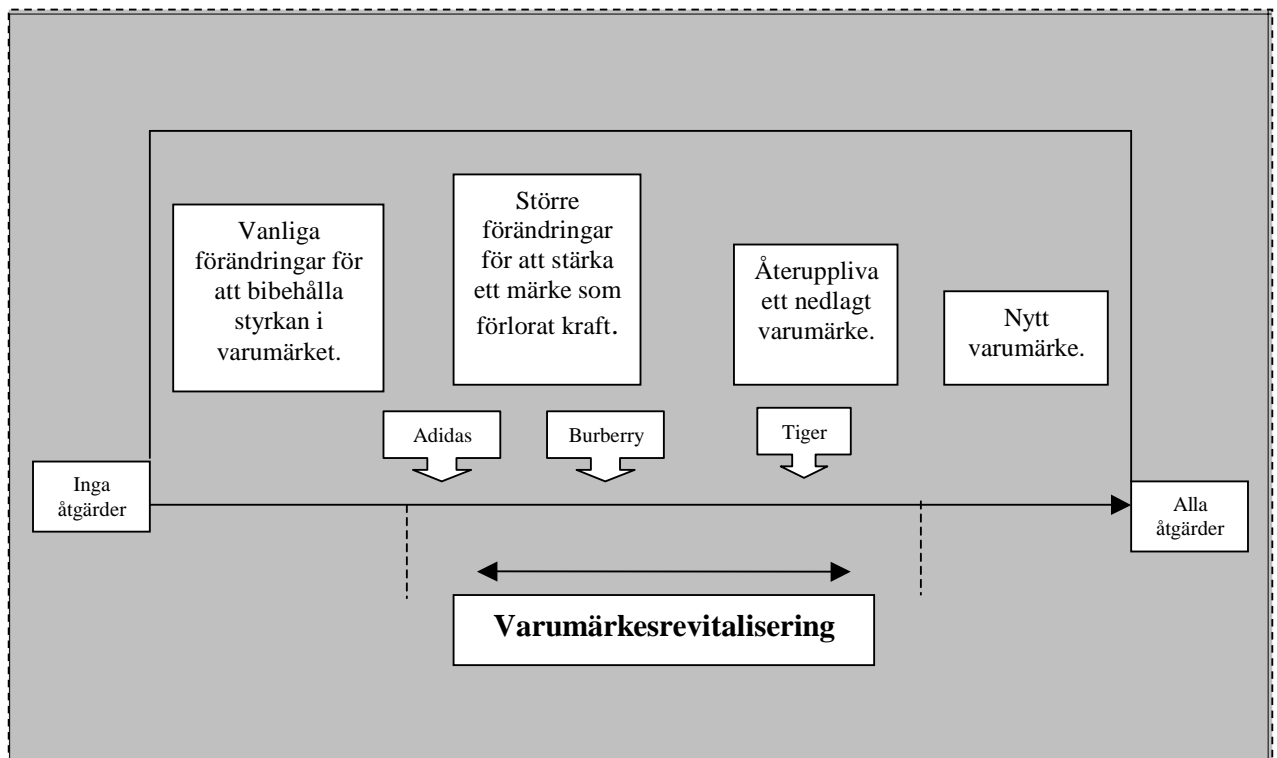 Vanliga
förändringar för
att bibehålla
styrkan i
varumärket.
Större
förändringar
för att stärka
ett märke som
förlorat kraft.
Återuppliva
ett nedlagt
varumärke.
Nytt
varumärke.
Adidas
Burberry
Tiger
Inga
åtgärder
Alla
åtgärder
Varumärkesrevitalisering